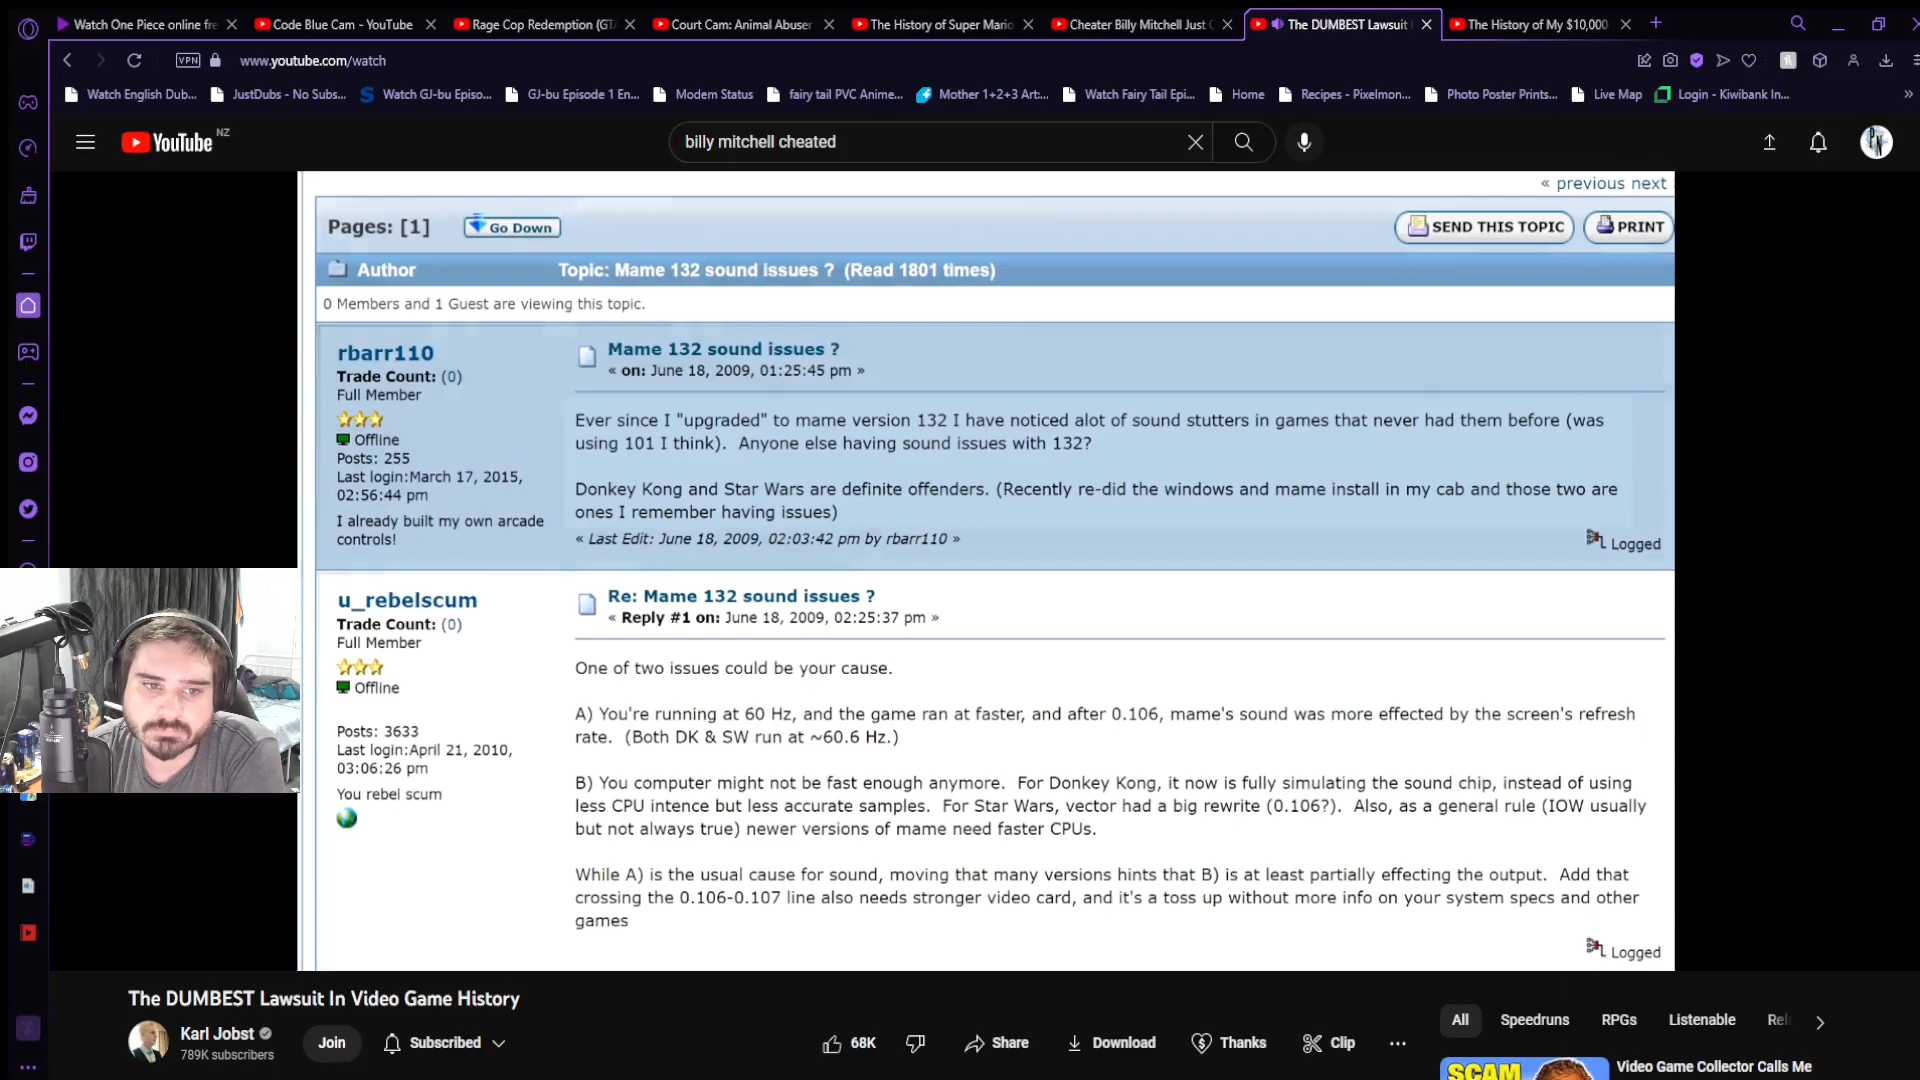 Watch One Piece online fre
Code Blue Cam - YouTube
Rage Cop Redemption (GT
Court Cam: Animal Abuser
The History of Super Mario
Cheater Billy Mitchell Just
The DUMBEST Lawsuit
The History of My $10,000
VPN
www.youtube.com/watch
Watch English Dub...
JustDubs - No Subs...
Watch GJ-bu Episo...
GJ-bu Episode 1 En...
Modem Status
fairy tail PVC Anime...
Mother 1+2+3 Art:...
Watch Fairy Tail Epi...
Home
Recipes - Pixelmon...
Photo Poster Prints...
Live Map
Login - Kiwibank In...
YouTube NZ
billy mitchell cheated
« previous next
Pages: [1]
Go Down
SEND THIS TOPIC
PRINT
Author
Topic: Mame 132 sound issues ? (Read 1801 times)
0 Members and 1 Guest are viewing this topic.
rbarr110
Trade Count: (0)
Full Member
Offline
Posts: 255
Last login:March 17, 2015,
02:56:44 pm
I already built my own arcade
controls!
Mame 132 sound issues ?
« on: June 18, 2009, 01:25:45 pm »
Ever since I "upgraded" to mame version 132 I have noticed alot of sound stutters in games that never had them before (was
using 101 I think).  Anyone else having sound issues with 132?
Donkey Kong and Star Wars are definite offenders. (Recently re-did the windows and mame install in my cab and those two are
ones I remember having issues)
« Last Edit: June 18, 2009, 02:03:42 pm by rbarr110 »
Logged
u_rebelscum
Trade Count: (0)
Full Member
Offline
Posts: 3633
Last login:April 21, 2010,
03:06:26 pm
You rebel scum
Re: Mame 132 sound issues ?
« Reply #1 on: June 18, 2009, 02:25:37 pm »
One of two issues could be your cause.
A) You're running at 60 Hz, and the game ran at faster, and after 0.106, mame's sound was more effected by the screen's refresh
rate.  (Both DK & SW run at ~60.6 Hz.)
B) You computer might not be fast enough anymore.  For Donkey Kong, it now is fully simulating the sound chip, instead of using
less CPU intence but less accurate samples.  For Star Wars, vector had a big rewrite (0.106?).  Also, as a general rule (IOW usually
but not always true) newer versions of mame need faster CPUs.
While A) is the usual cause for sound, moving that many versions hints that B) is at least partially effecting the output.  Add that
crossing the 0.106-0.107 line also needs stronger video card, and it's a toss up without more info on your system specs and other
games
Logged
The DUMBEST Lawsuit In Video Game History
Karl Jobst
789K subscribers
Join
Subscribed
68K
Share
Download
Thanks
Clip
All
Speedruns
RPGs
Listenable
Rel
SCAM
Video Game Collector Calls Me